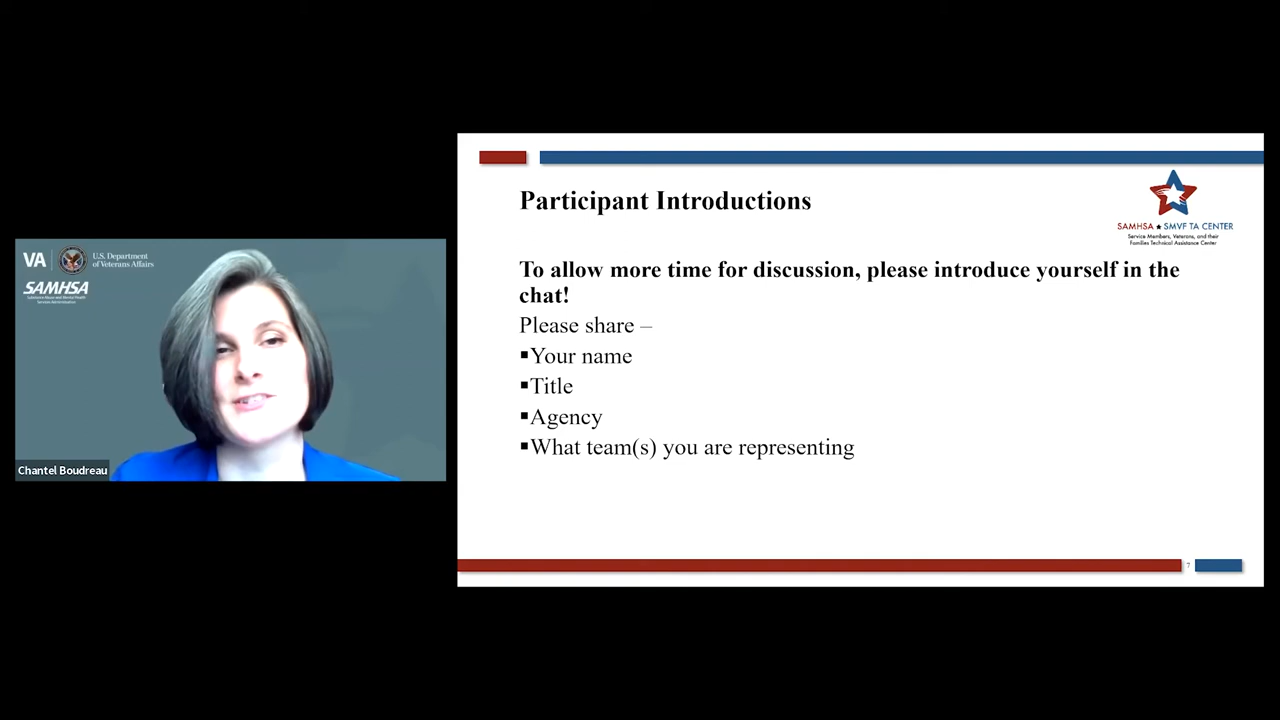 VA
U.S. Department
of Veterans Affairs
SAMHSA
Substance Abuse and Mental Health
Services Administration
Chantel Boudreau
Participant Introductions
SAMHSA ★ SMVF TA CENTER
Service Members, Veterans, and their
Families Technical Assistance Center
To allow more time for discussion, please introduce yourself in the
chat!
Please share –
▪Your name
▪Title
▪Agency
▪What team(s) you are representing
7